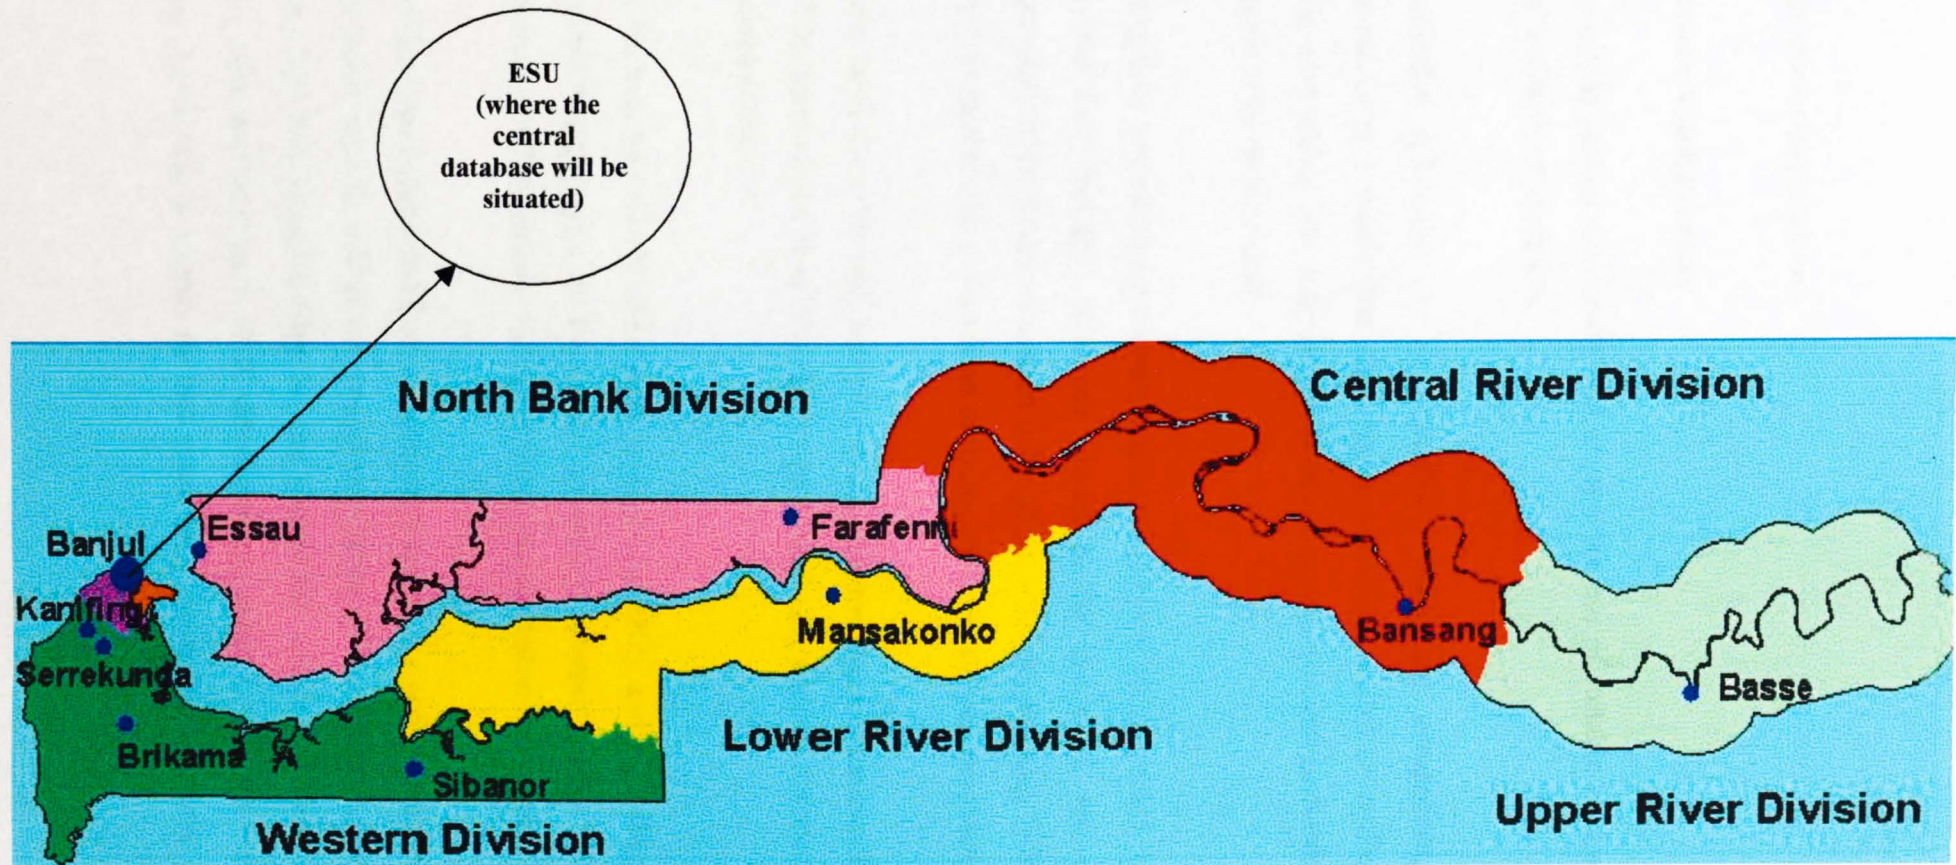 ESU
(where the
central
database will be
situated)
North Bank Division
Central River Division
Essau
Farafenni
Banjul
Kanifing
Mansakonko
Bansang
Serrekunda
Basse
Brikama
Lower River Division
Sibanor
Upper River Division
Western Division